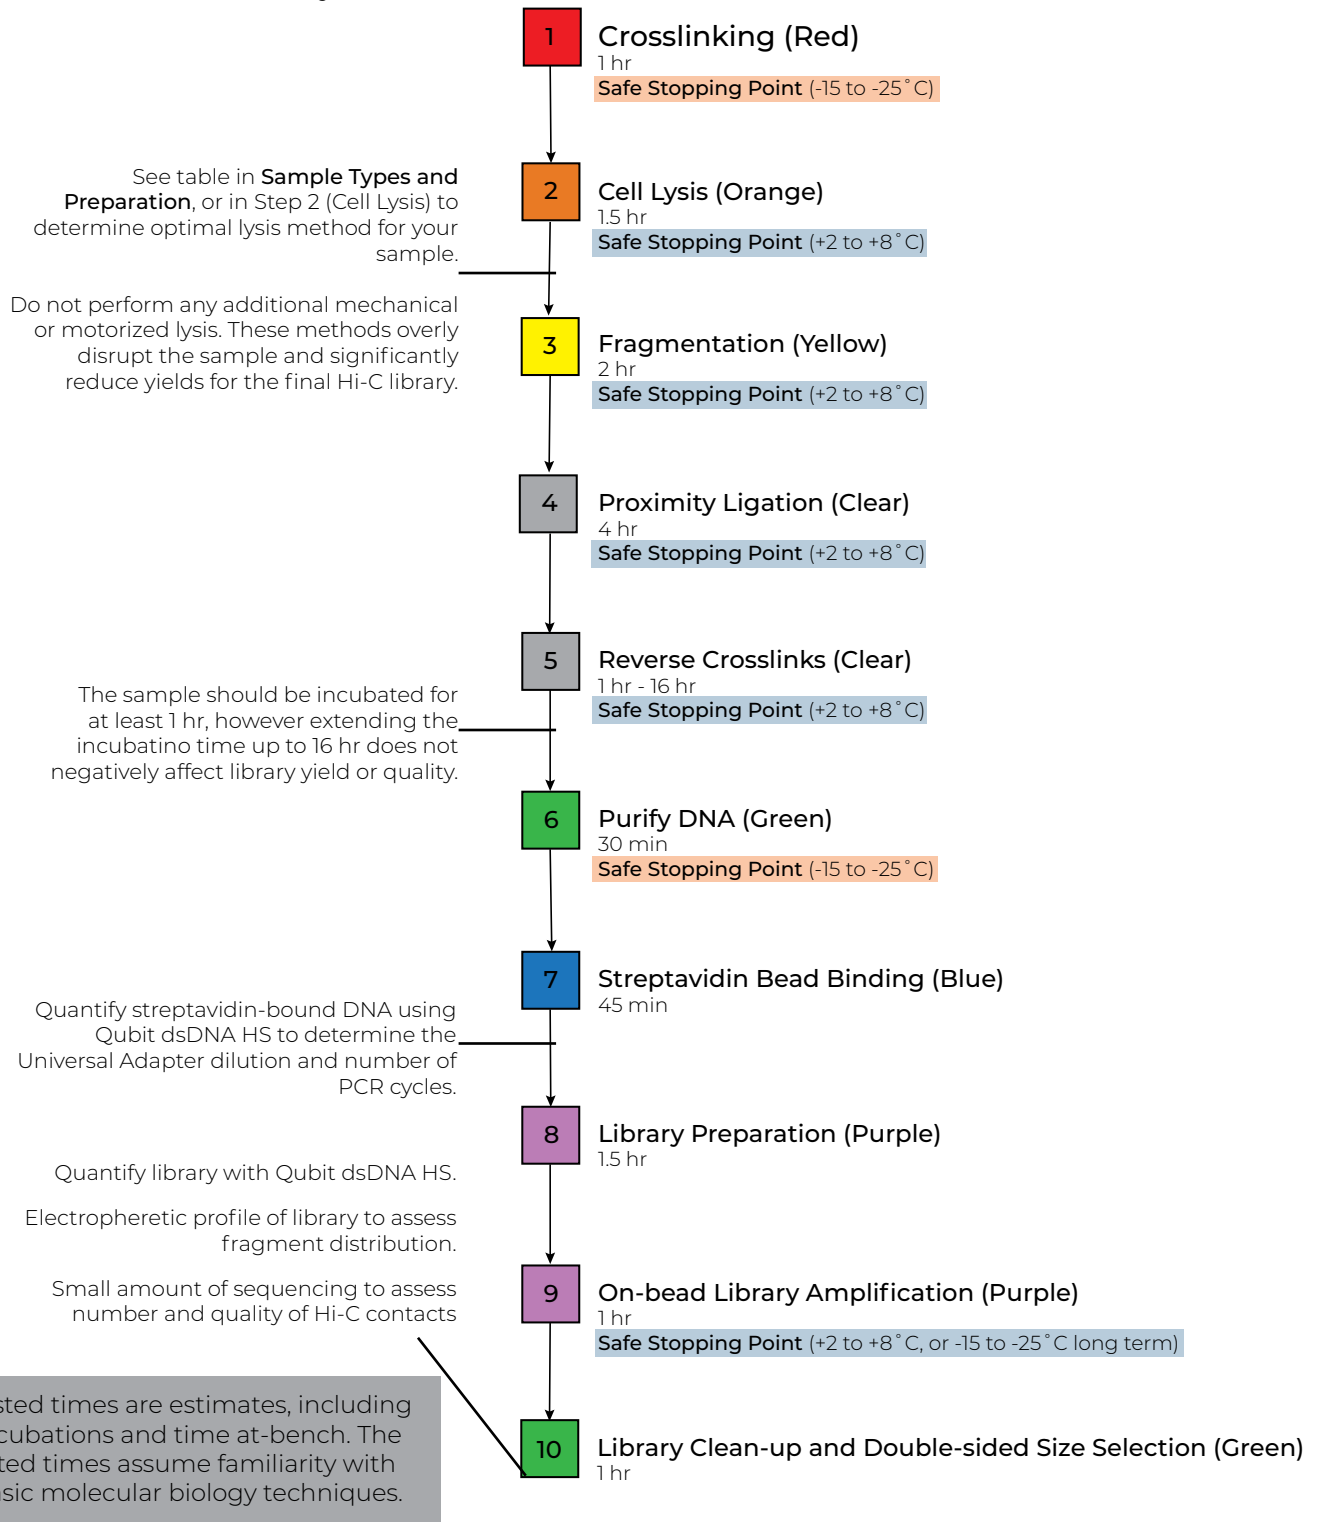 1
Crosslinking (Red)
1 hr
Safe Stopping Point (-15 to -25˚C)
See table in Sample Types and
Preparation, or in Step 2 (Cell Lysis) to
determine optimal lysis method for your
sample.
2
Cell Lysis (Orange)
1.5 hr
Safe Stopping Point (+2 to +8˚C)
Do not perform any additional mechanical
or motorized lysis. These methods overly
disrupt the sample and significantly
reduce yields for the final Hi-C library.
3
Fragmentation (Yellow)
2 hr
Safe Stopping Point (+2 to +8˚C)
4
Proximity Ligation (Clear)
4 hr
Safe Stopping Point (+2 to +8˚C)
5
Reverse Crosslinks (Clear)
1 hr - 16 hr
Safe Stopping Point (+2 to +8˚C)
The sample should be incubated for
at least 1 hr, however extending the
incubatino time up to 16 hr does not
negatively affect library yield or quality.
6
Purify DNA (Green)
30 min
Safe Stopping Point (-15 to -25˚C)
7
Streptavidin Bead Binding (Blue)
45 min
Quantify streptavidin-bound DNA using
Qubit dsDNA HS to determine the
Universal Adapter dilution and number of
PCR cycles.
8
Library Preparation (Purple)
1.5 hr
Quantify library with Qubit dsDNA HS.
Electropheretic profile of library to assess
fragment distribution.
Small amount of sequencing to assess
number and quality of Hi-C contacts
9
On-bead Library Amplification (Purple)
1 hr
Safe Stopping Point (+2 to +8˚C, or -15 to -25˚C long term)
10
Library Clean-up and Double-sided Size Selection (Green)
1 hr
sted times are estimates, including
cubations and time at-bench. The
ted times assume familiarity with
asic molecular biology techniques.